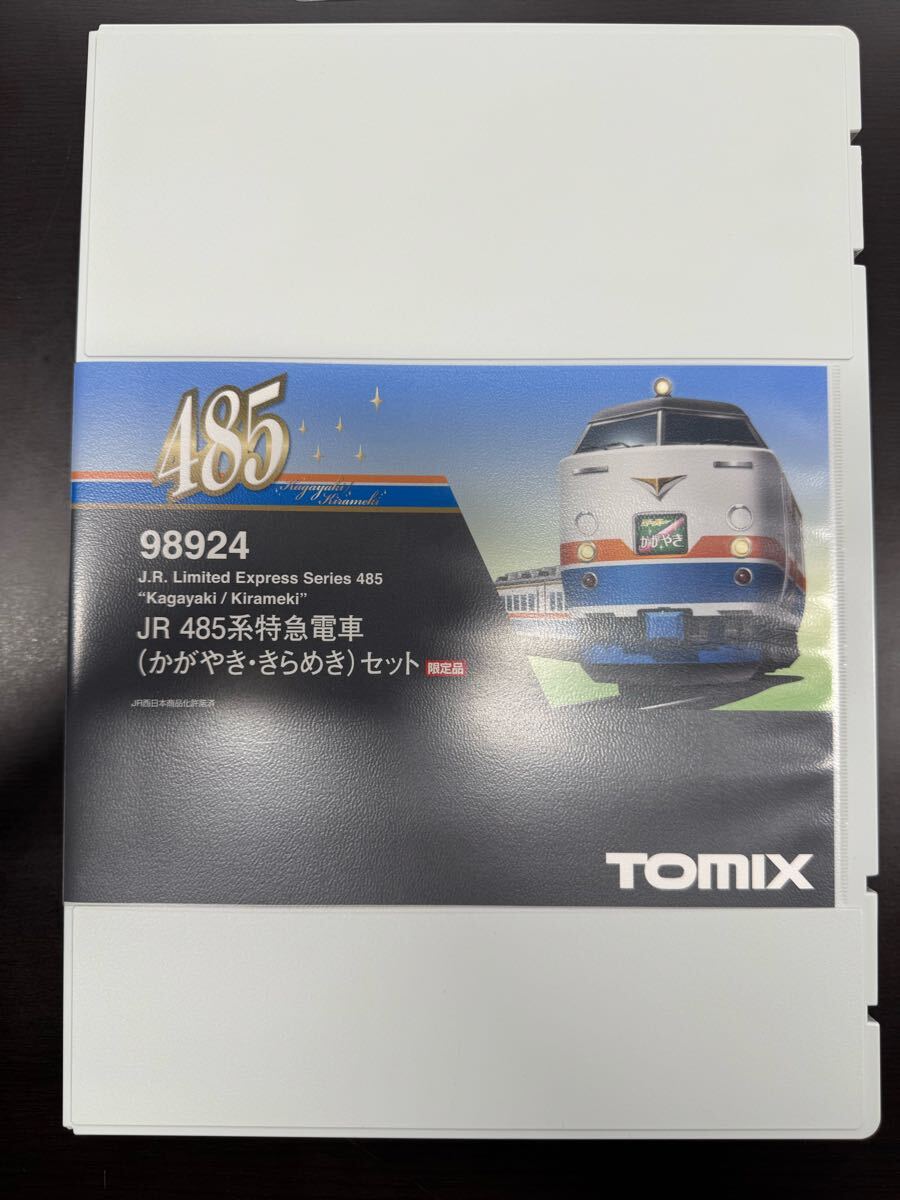 485
Kagayaki /
Kirameki
98924
J.R. Limited Express Series 485
“Kagayaki / Kirameki”
JR 485系特急電車
(かがやき・きらめき)セット 限定品
JR西日本商品化許諾済
かがやき
TOMIX